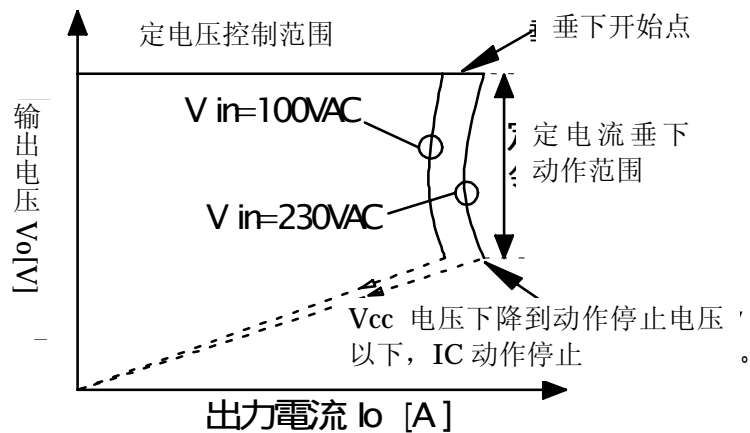 定电压控制范围
垂下开始点
V in=100VAC
定电流垂下
动作范围
V in=230VAC
输出电压 Vo[V]
Vcc 电压下降到动作停止电压
以下，IC 动作停止
。
出力電流 Io [A]